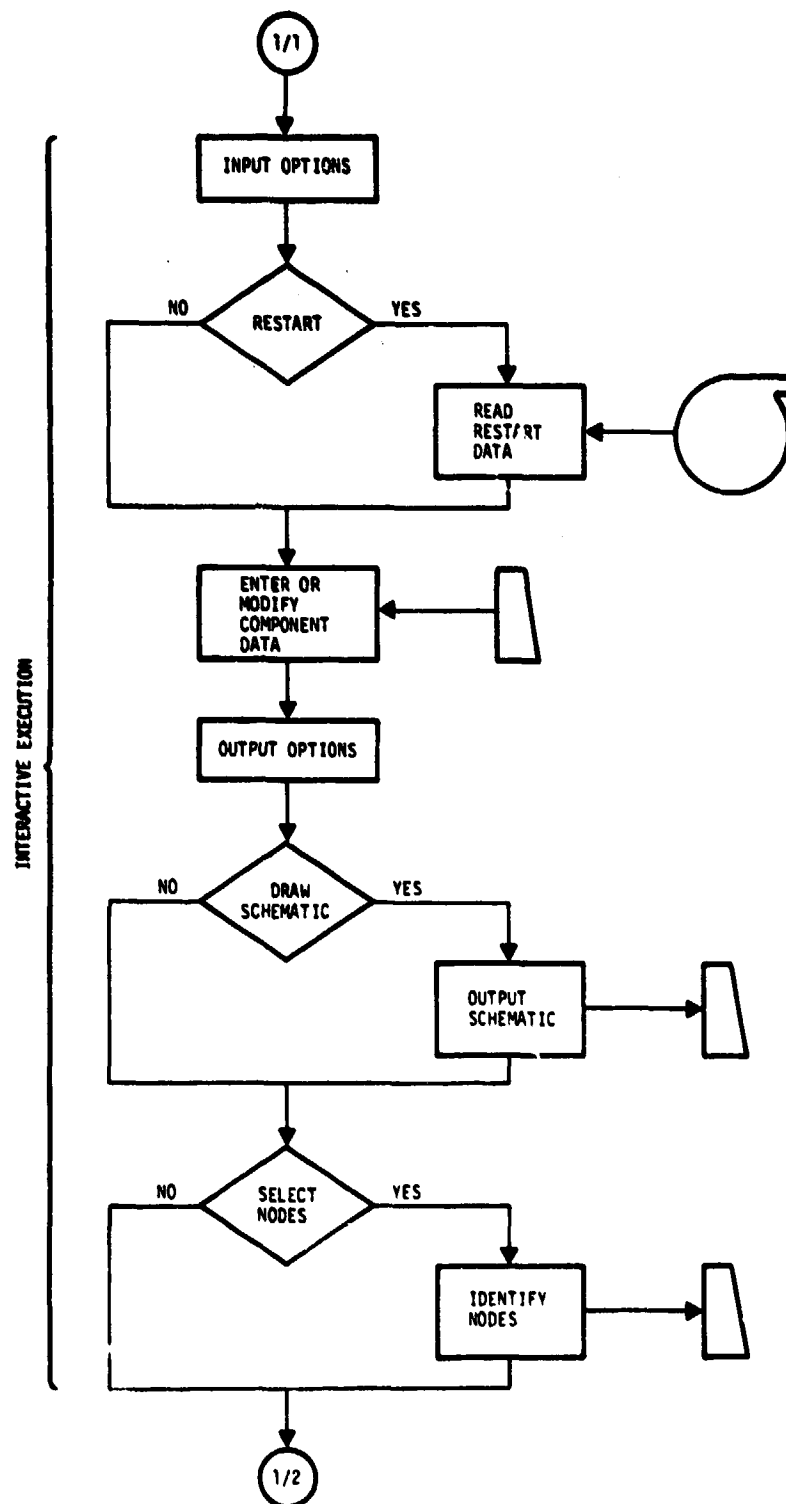 1/1
INPUT OPTIONS
NO
YES
RESTART
READ
RESTART
DATA
ENTER OR
MODIFY
COMPONENT
DATA
INTERACTIVE EXECUTION
OUTPUT OPTIONS
NO
YES
DRAW
SCHEMATIC
OUTPUT
SCHEMATIC
NO
YES
SELECT
NODES
IDENTIFY
NODES
1/2